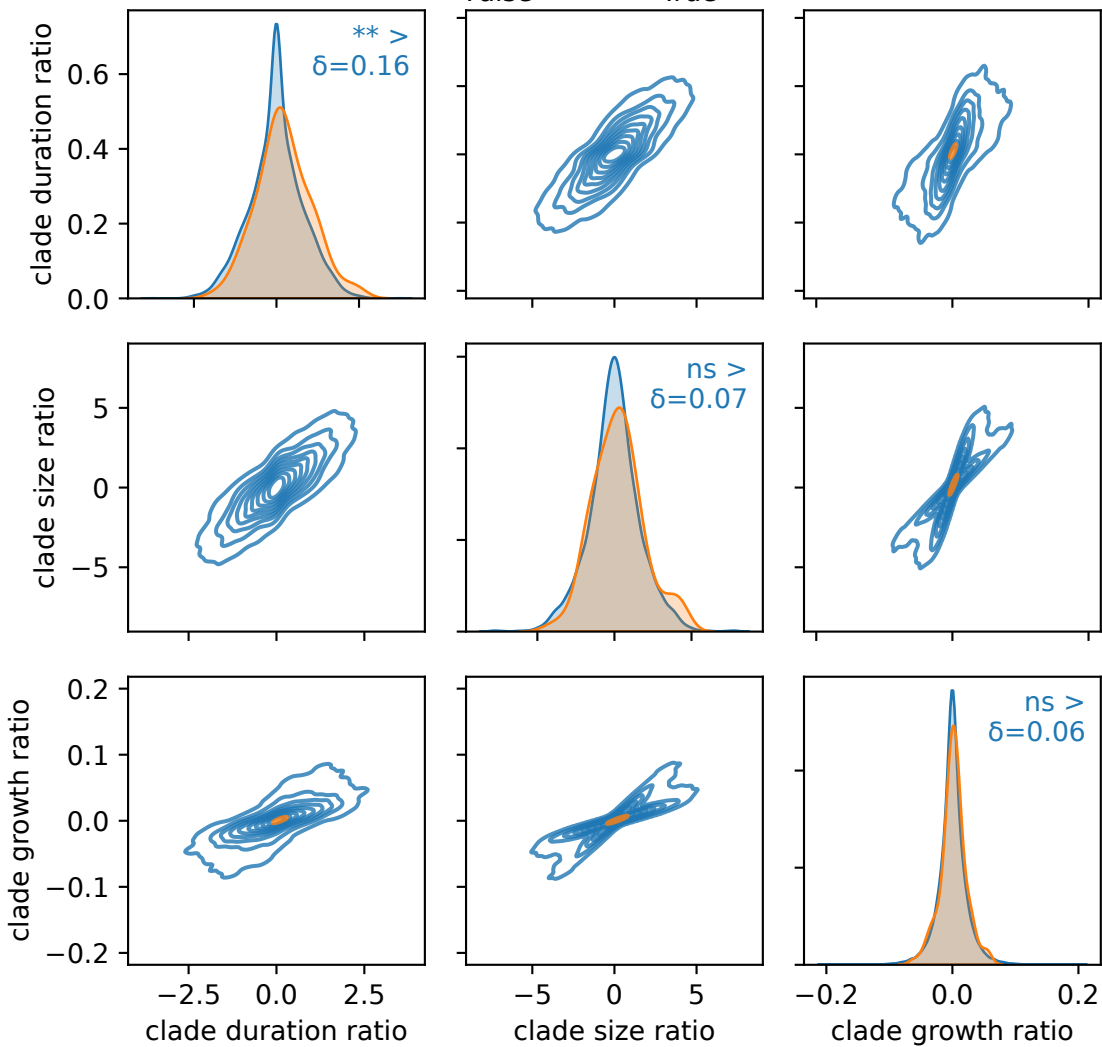 clade duration ratio
0.6
0.4
0.2
0.0
** >
δ=0.16
clade size ratio
5
0
−5
ns >
δ=0.07
clade growth ratio
0.2
0.1
0.0
−0.1
−0.2
ns >
δ=0.06
−2.5 0.0 2.5
−5 0 5
−0.2 0.0 0.2
clade duration ratio
clade size ratio
clade growth ratio